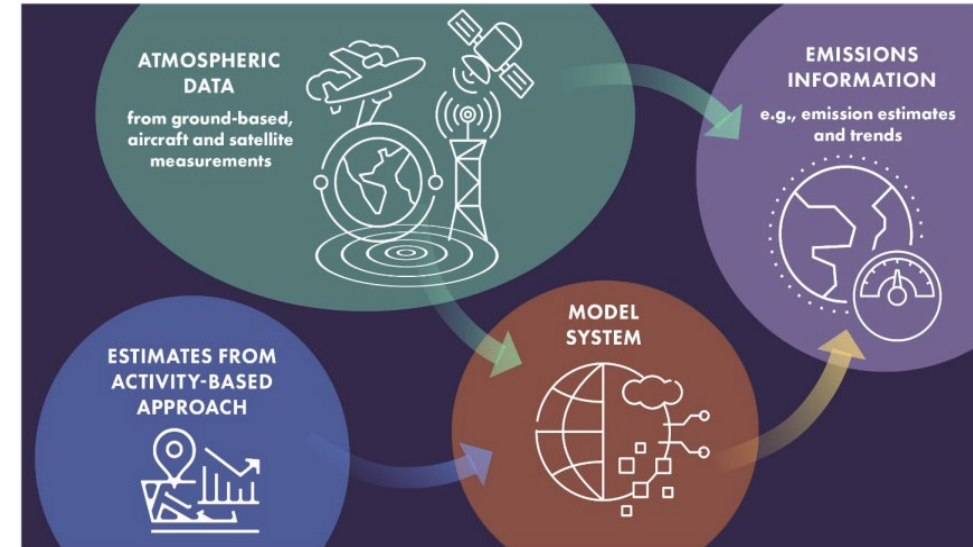 ATMOSPHERIC
DATA
from ground-based,
aircraft and satellite
measurements
EMISSIONS
INFORMATION
e.g., emission estimates
and trends
MODEL
SYSTEM
ESTIMATES FROM
ACTIVITY-BASED
APPROACH